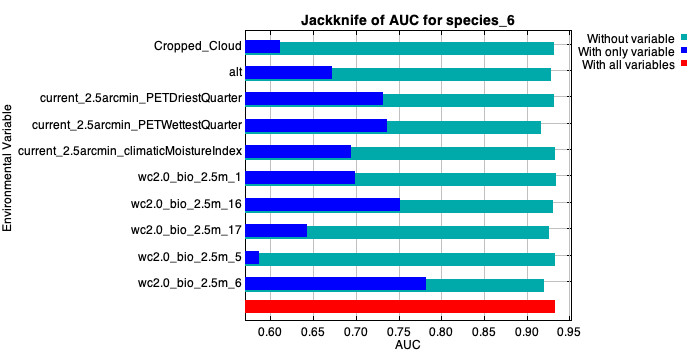 Jackknife of AUC for species_6
Without variable
With only variable
With all variables
Environmental Variable
Cropped_Cloud
alt
current_2.5arcmin_PETDriestQuarter
current_2.5arcmin_PETWettestQuarter
current_2.5arcmin_climaticMoistureIndex
wc2.0_bio_2.5m_1
wc2.0_bio_2.5m_16
wc2.0_bio_2.5m_17
wc2.0_bio_2.5m_5
wc2.0_bio_2.5m_6
0.60 0.65 0.70 0.75 0.80 0.85 0.90 0.95
AUC